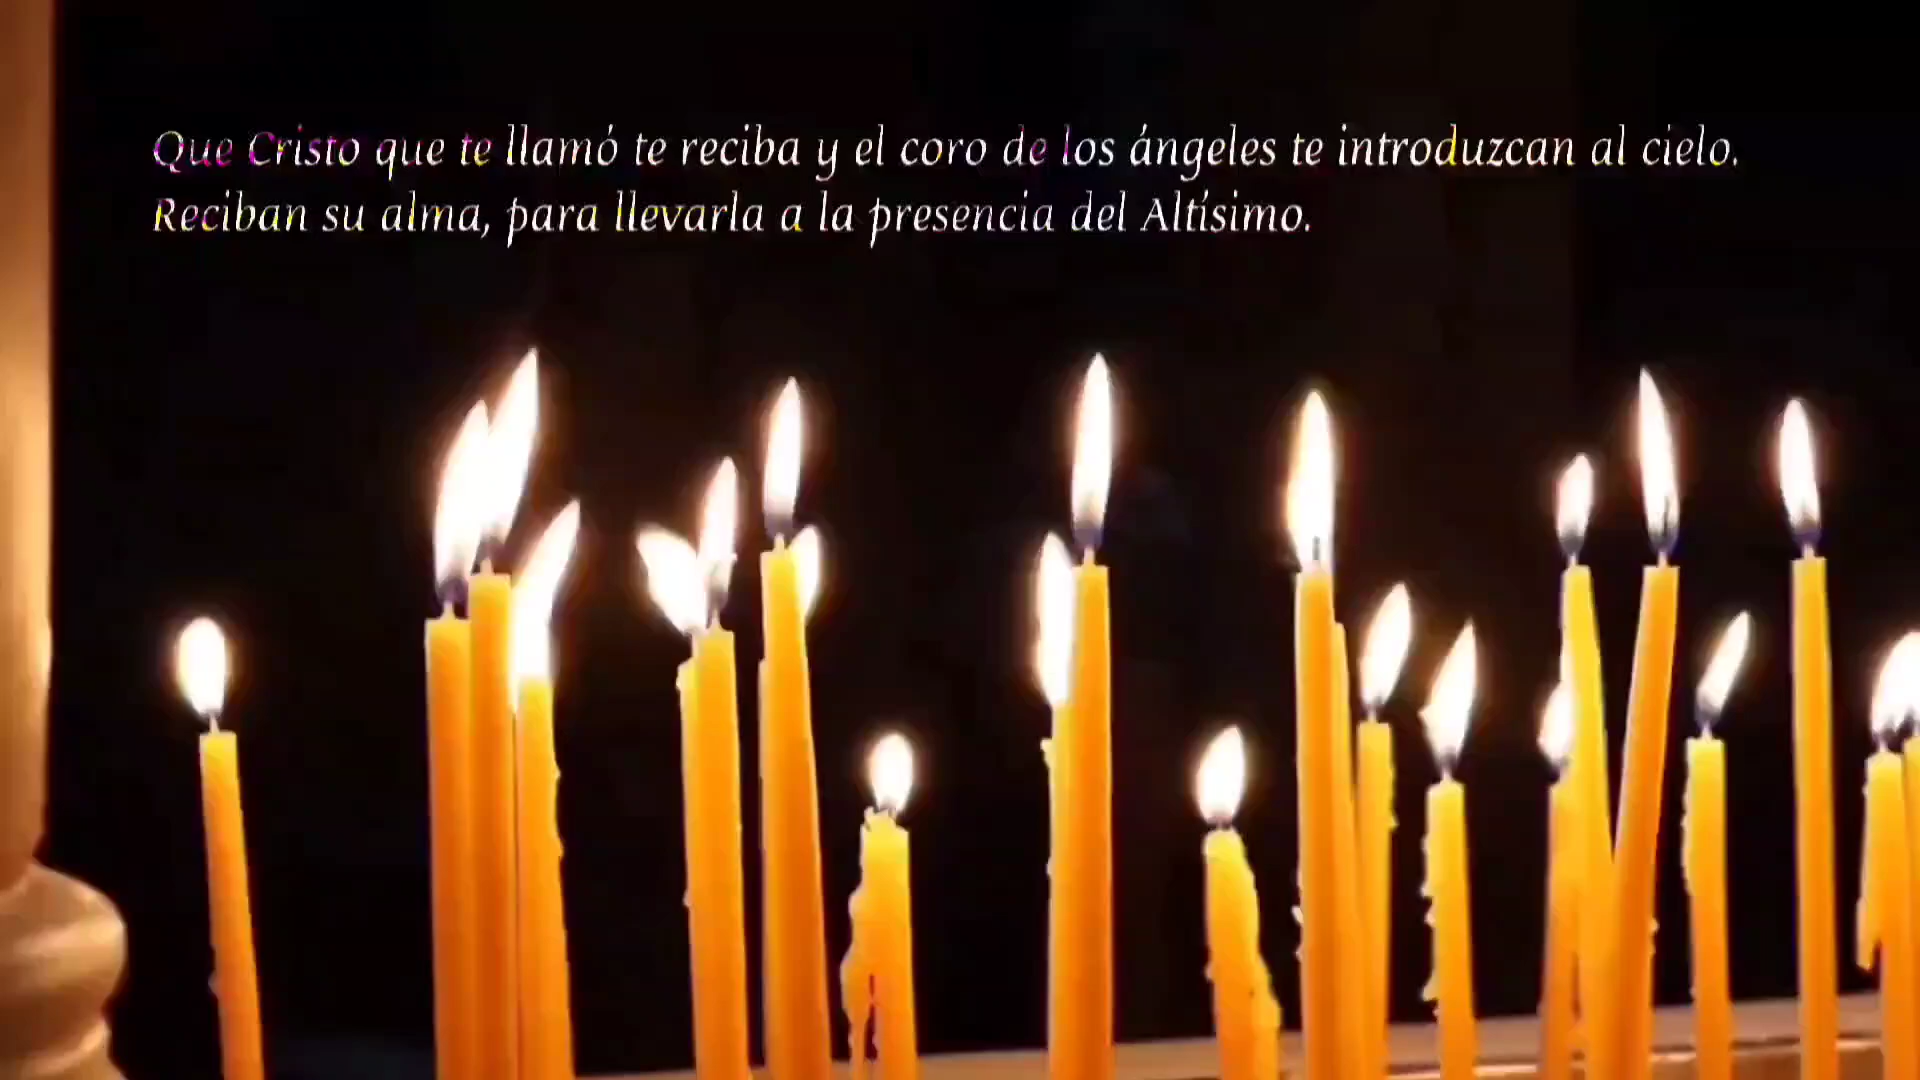 Que Cristo que te llamó te reciba y el coro de los ángeles te introduzcan al cielo.
Reciban su alma, para llevarla a la presencia del Altísimo.